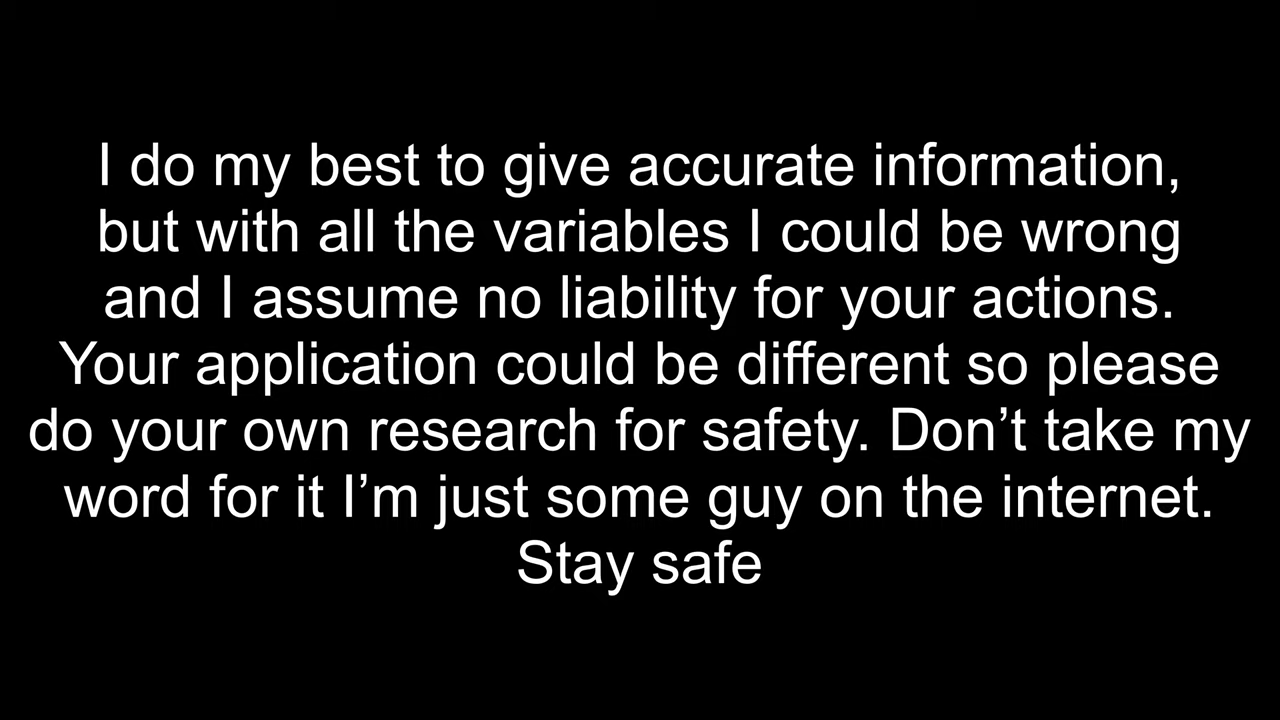 I do my best to give accurate information,
but with all the variables I could be wrong
and I assume no liability for your actions.
Your application could be different so please
do your own research for safety. Don’t take my
word for it I’m just some guy on the internet.
Stay safe